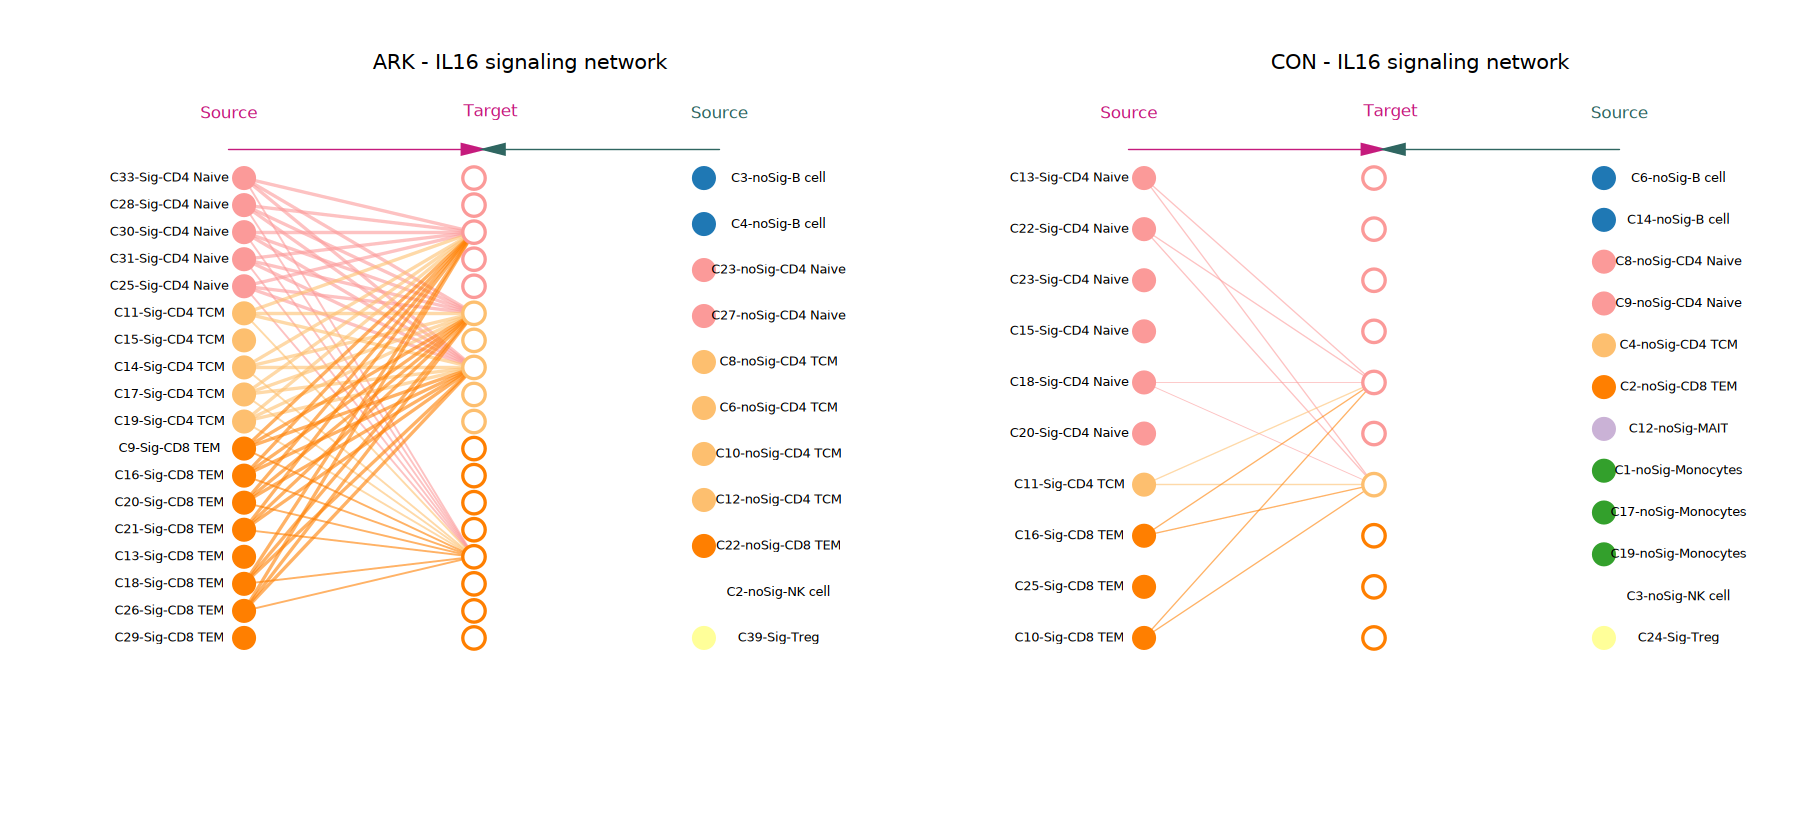 ARK - IL16 signaling network
Source
Target
Source
C33-Sig-CD4 Naive
C28-Sig-CD4 Naive
C30-Sig-CD4 Naive
C31-Sig-CD4 Naive
C25-Sig-CD4 Naive
C11-Sig-CD4 TCM
C15-Sig-CD4 TCM
C14-Sig-CD4 TCM
C17-Sig-CD4 TCM
C19-Sig-CD4 TCM
C9-Sig-CD8 TEM
C16-Sig-CD8 TEM
C20-Sig-CD8 TEM
C21-Sig-CD8 TEM
C13-Sig-CD8 TEM
C18-Sig-CD8 TEM
C26-Sig-CD8 TEM
C29-Sig-CD8 TEM
C3-noSig-B cell
C4-noSig-B cell
C23-noSig-CD4 Naive
C27-noSig-CD4 Naive
C8-noSig-CD4 TCM
C6-noSig-CD4 TCM
C10-noSig-CD4 TCM
C12-noSig-CD4 TCM
C22-noSig-CD8 TEM
C2-noSig-NK cell
C39-Sig-Treg
CON - IL16 signaling network
Source
Target
Source
C13-Sig-CD4 Naive
C22-Sig-CD4 Naive
C23-Sig-CD4 Naive
C15-Sig-CD4 Naive
C18-Sig-CD4 Naive
C20-Sig-CD4 Naive
C11-Sig-CD4 TCM
C16-Sig-CD8 TEM
C25-Sig-CD8 TEM
C10-Sig-CD8 TEM
C6-noSig-B cell
C14-noSig-B cell
C8-noSig-CD4 Naive
C9-noSig-CD4 Naive
C4-noSig-CD4 TCM
C2-noSig-CD8 TEM
C12-noSig-MAIT
C1-noSig-Monocytes
C17-noSig-Monocytes
C19-noSig-Monocytes
C3-noSig-NK cell
C24-Sig-Treg